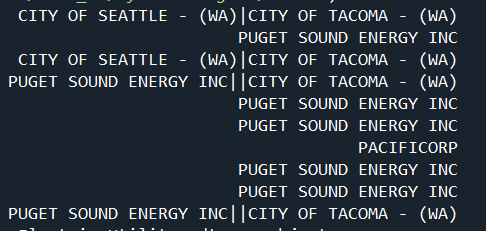 CITY OF SEATTLE - (WA)|CITY OF TACOMA - (WA)
PUGET SOUND ENERGY INC
CITY OF SEATTLE - (WA)|CITY OF TACOMA - (WA)
PUGET SOUND ENERGY INC||CITY OF TACOMA - (WA)
PUGET SOUND ENERGY INC
PUGET SOUND ENERGY INC
PACIFICORP
PUGET SOUND ENERGY INC
PUGET SOUND ENERGY INC
PUGET SOUND ENERGY INC||CITY OF TACOMA - (WA)